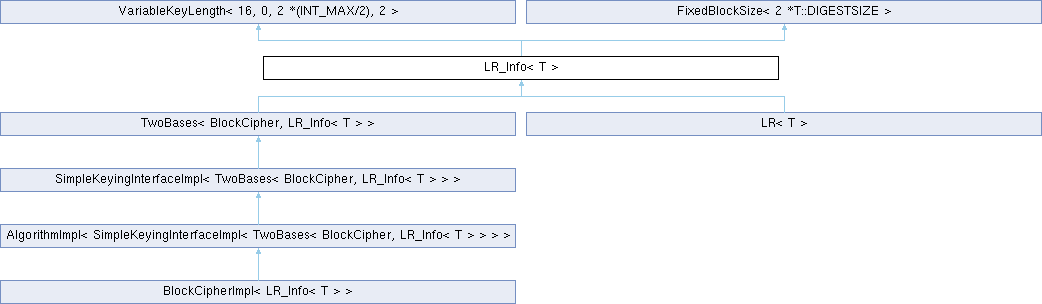 VariableKeyLength< 16, 0, 2 *(INT_MAX/2), 2 >
FixedBlockSize< 2 *T::DIGESTSIZE >
LR_Info< T >
TwoBases< BlockCipher, LR_Info< T > >
LR< T >
SimpleKeyingInterfaceImpl< TwoBases< BlockCipher, LR_Info< T > > >
AlgorithmImpl< SimpleKeyingInterfaceImpl< TwoBases< BlockCipher, LR_Info< T > > > >
BlockCipherImpl< LR_Info< T > >